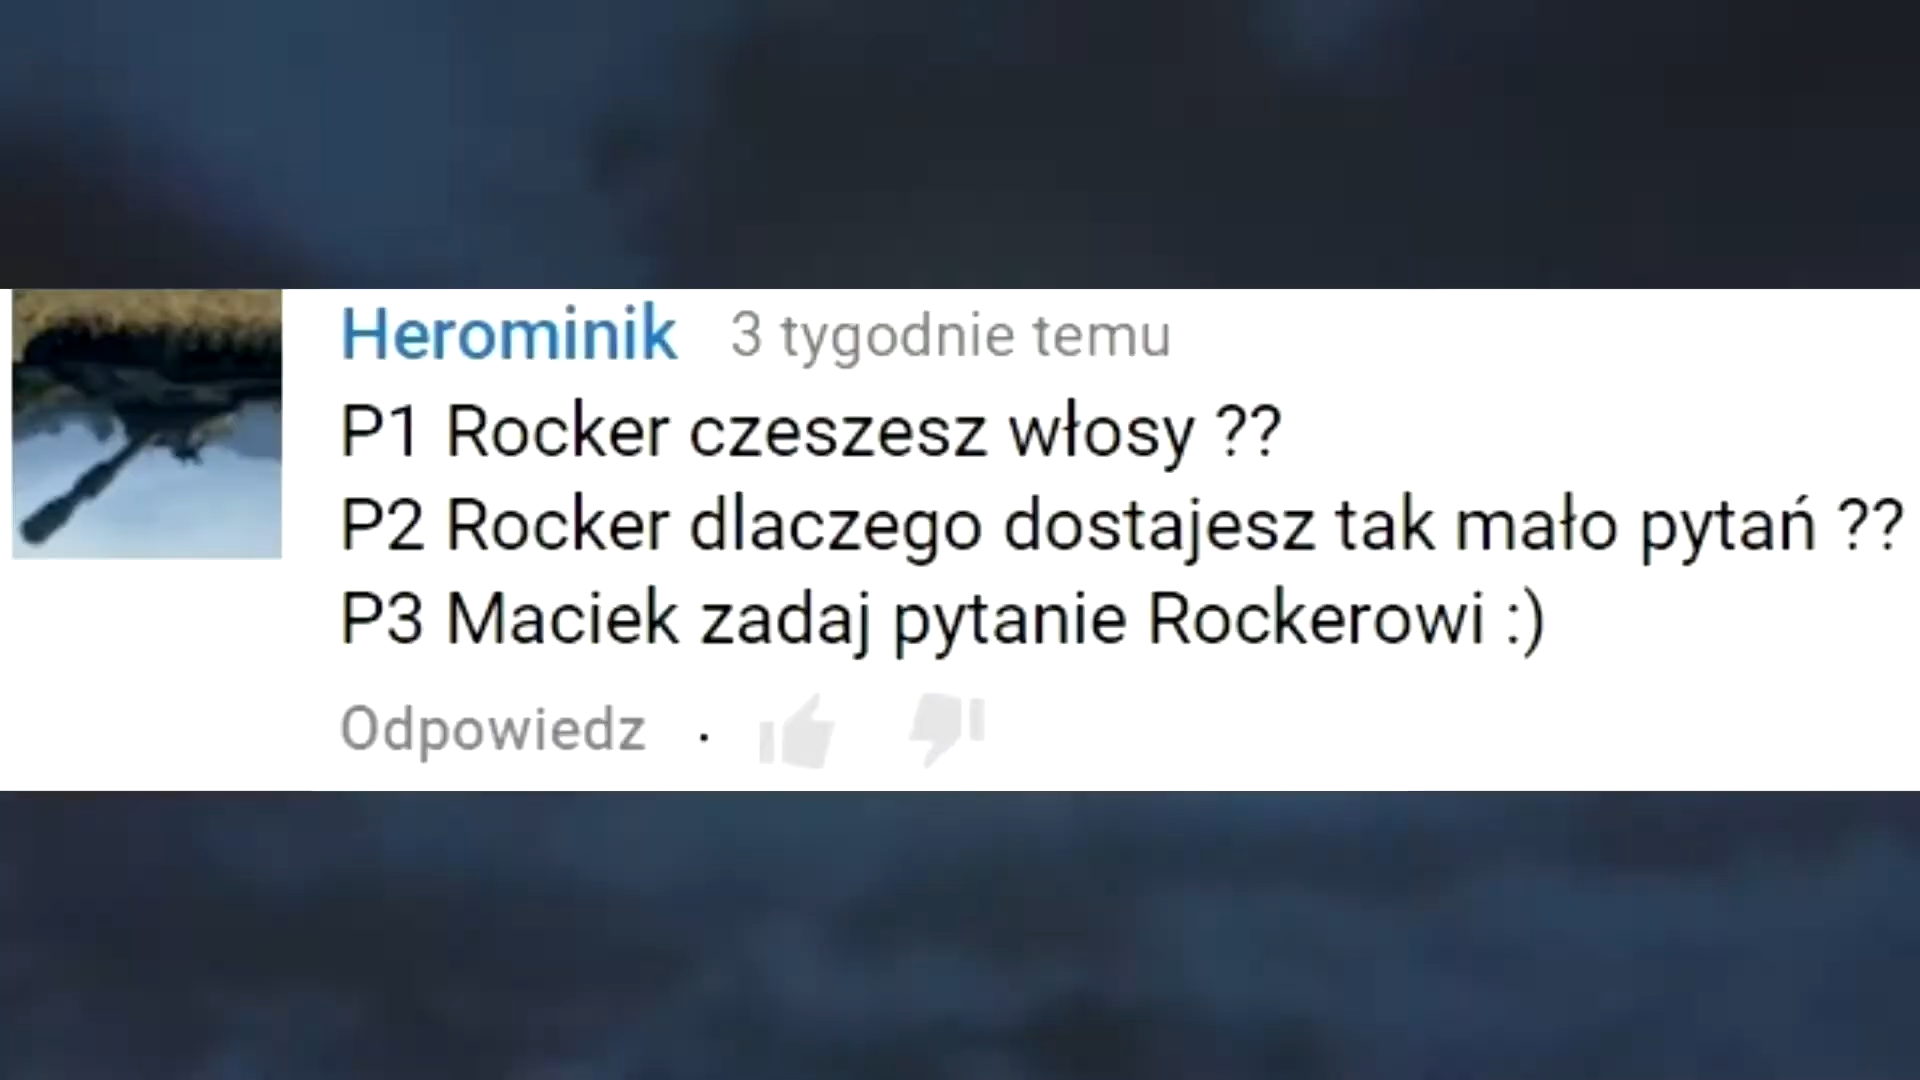 Herominik 3 tygodnie temu
P1 Rocker czeszesz włosy ??
P2 Rocker dlaczego dostajesz tak mało pytań ??
P3 Maciek zadaj pytanie Rockerowi :)
Odpowiedz ·